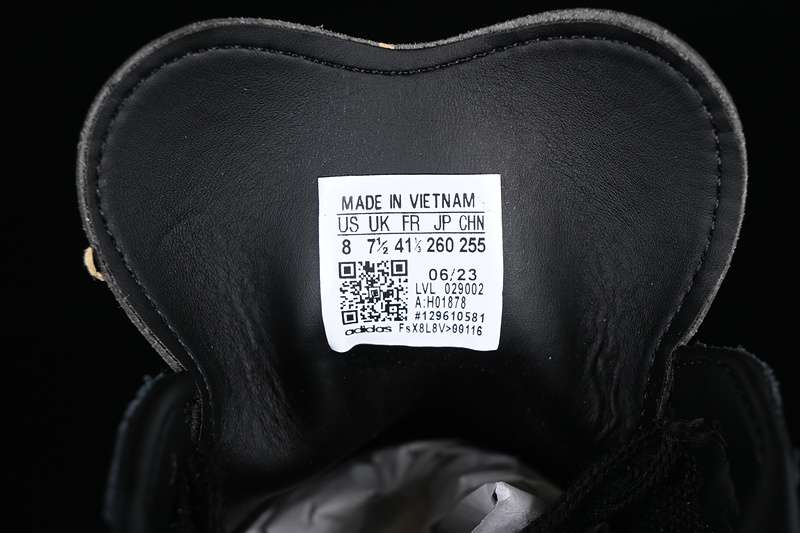 MADE IN VIETNAM
US UK FR JP CHN
8 7½ 41⅓ 260 255
06/23
LVL 029002
A:H01878
#129610581
adidas FsX8L8V>09116